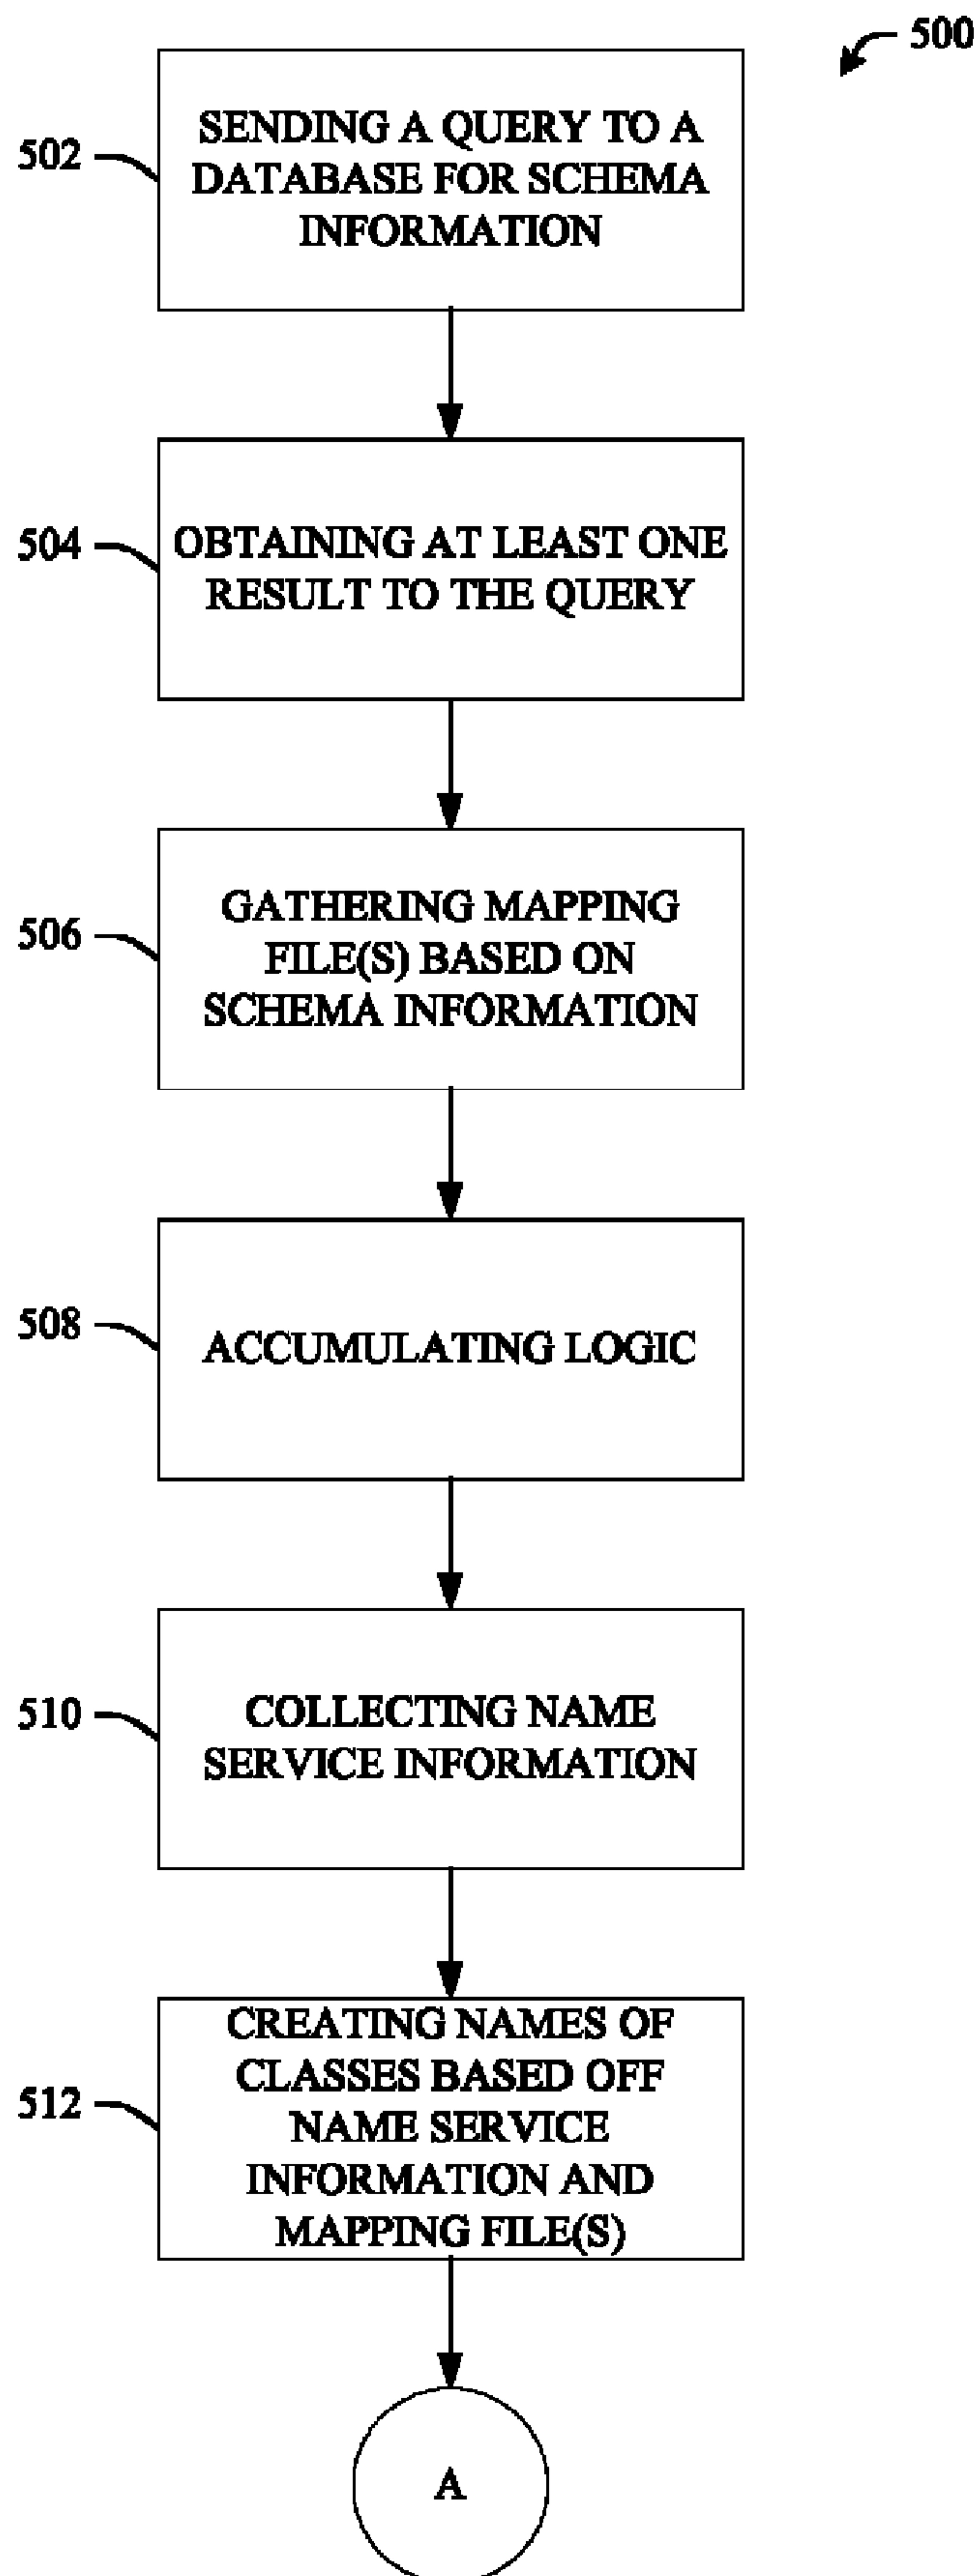 500
502
SENDING A QUERY TO A
DATABASE FOR SCHEMA
INFORMATION
504
OBTAINING AT LEAST ONE
RESULT TO THE QUERY
506
GATHERING MAPPING
FILE(S) BASED ON
SCHEMA INFORMATION
508
ACCUMULATING LOGIC
510
COLLECTING NAME
SERVICE INFORMATION
512
CREATING NAMES OF
CLASSES BASED OFF
NAME SERVICE
INFORMATION AND
MAPPING FILE(S)
A